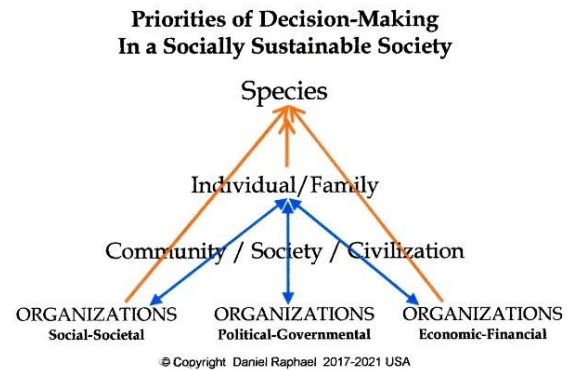 Priorities of Decision-Making
In a Socially Sustainable Society
Species
Individual/Family
Community / Society / Civilization
ORGANIZATIONS ORGANIZATIONS ORGANIZATIONS
Social-Societal Political-Governmental Economic-Financial
© Copyright Daniel Raphael 2017-2021 USA